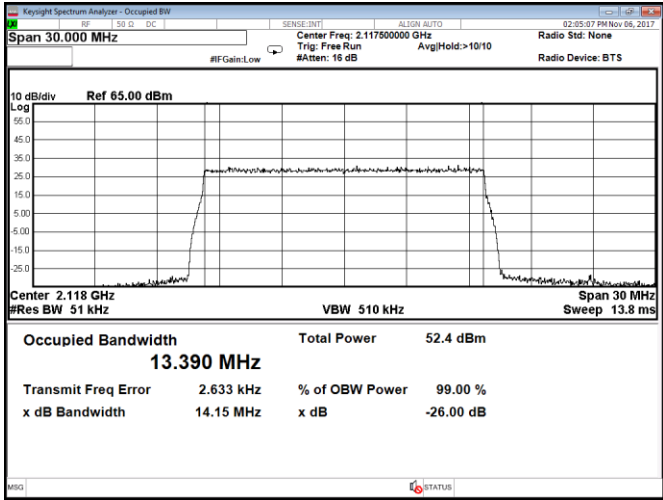 Keysight Spectrum Analyzer - Occupied BW
RF 50 Ω DC SENSE:INT ALIGN AUTO 02:05:07 PM Nov 06, 2017
Span 30.000 MHz Center Freq: 2.117500000 GHz Radio Std: None
Trig: Free Run Avg|Hold:>10/10
#IFGain:Low #Atten: 16 dB Radio Device: BTS
10 dB/div Ref 65.00 dBm
Log
55.0
45.0
35.0
25.0
15.0
5.00
-5.00
-15.0
-25.0
Center 2.118 GHz Span 30 MHz
#Res BW 51 kHz VBW 510 kHz Sweep 13.8 ms
Occupied Bandwidth Total Power 52.4 dBm
13.390 MHz
Transmit Freq Error 2.633 kHz % of OBW Power 99.00 %
x dB Bandwidth 14.15 MHz x dB -26.00 dB
MSG STATUS